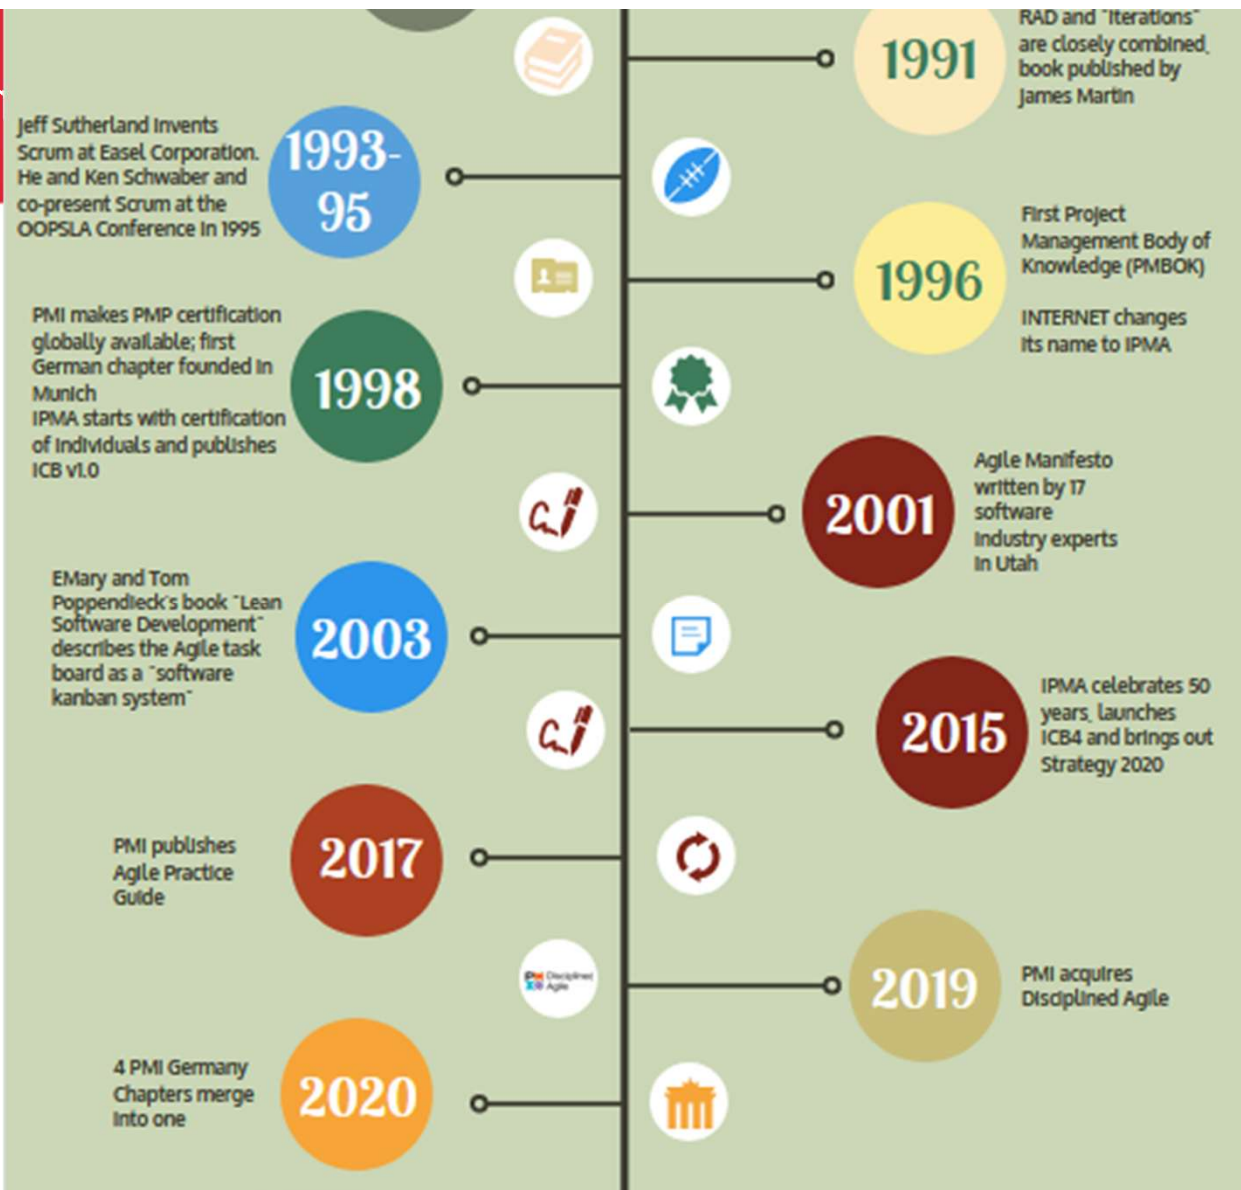 RAD and "Iterations"
are closely combined,
book published by
James Martin
1991
Jeff Sutherland Invents
Scrum at Easel Corporation.
He and Ken Schwaber and
co-present Scrum at the
OOPSLA Conference In 1995
1993-
95
1996
First Project
Management Body of
Knowledge (PMBOK)
INTERNET changes
Its name to IPMA
PMI makes PMP certification
globally available; first
German chapter founded In
Munich
IPMA starts with certification
of Individuals and publishes
ICB v1.0
1998
2001
Agile Manifesto
written by 17
software
Industry experts
In Utah
EMary and Tom
Poppendieck's book "Lean
Software Development"
describes the Agile task
board as a "software
kanban system"
2003
2015
IPMA celebrates 50
years, launches
ICB4 and brings out
Strategy 2020
PMI publishes
Agile Practice
Guide
2017
Disciplined
Agile
2019
PMI acquires
Disciplined Agile
4 PMI Germany
Chapters merge
Into one
2020